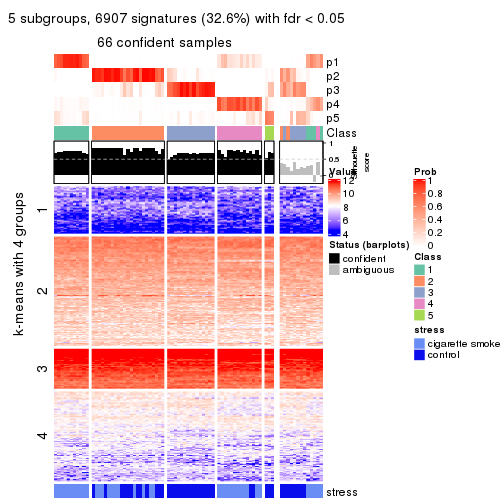 5 subgroups, 6907 signatures (32.6%) with fdr < 0.05
66 confident samples
p1
p2
p3
p4
p5
Class
1
0.5
0
Silhouette
score
k-means with 4 groups
1
2
3
4
stress
Value
12
10
8
6
4
Status (barplots)
confident
ambiguous
Prob
1
0.8
0.6
0.4
0.2
0
Class
1
2
3
4
5
stress
cigarette smoke
control